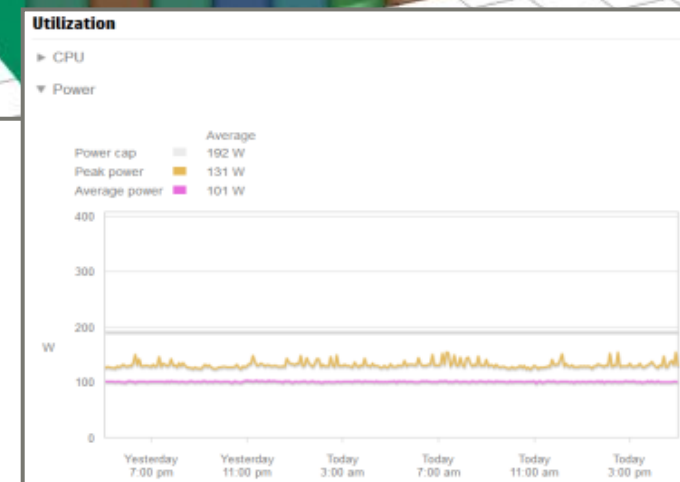 Utilization
► CPU
▼ Power
Average
Power cap 192 W
Peak power 131 W
Average power 101 W
400
300
200
W
100
0
Yesterday Yesterday Today Today Today Today
7:00 pm 11:00 pm 3:00 am 7:00 am 11:00 am 3:00 pm